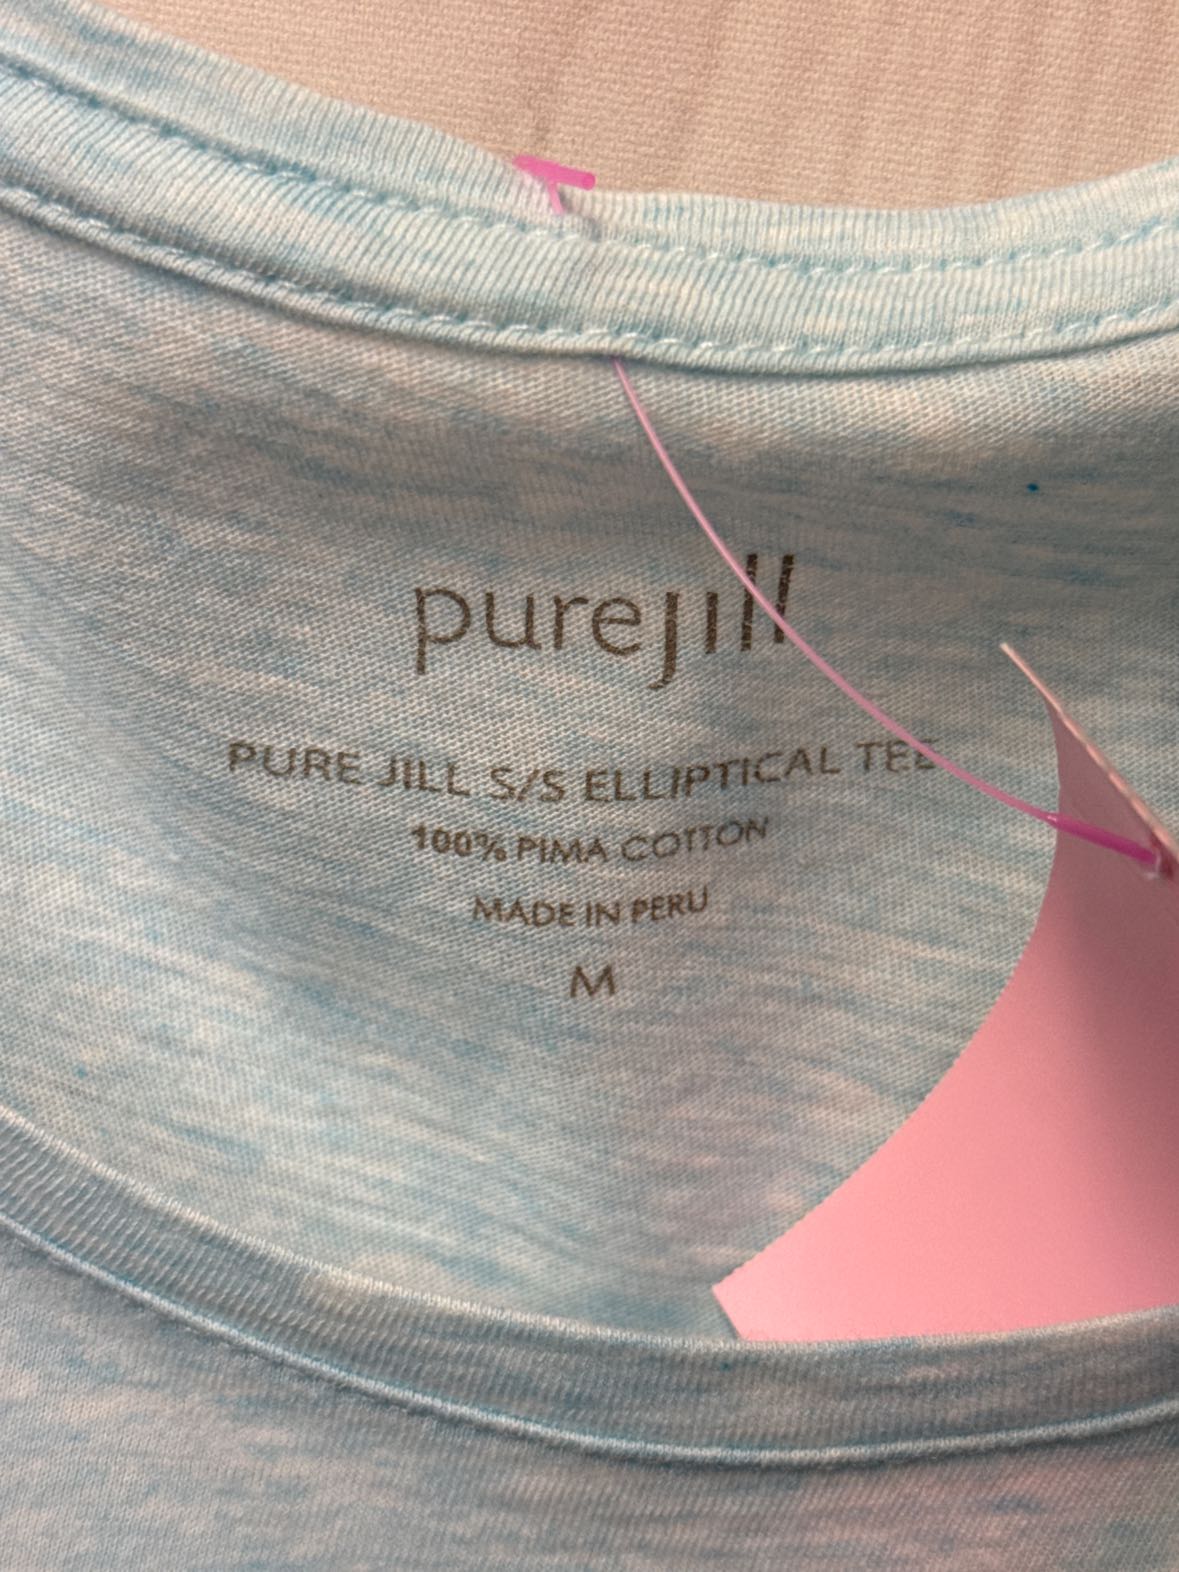 purejill
PURE JILL S/S ELLIPTICAL TEE
100% PIMA COTTON
MADE IN PERU
M